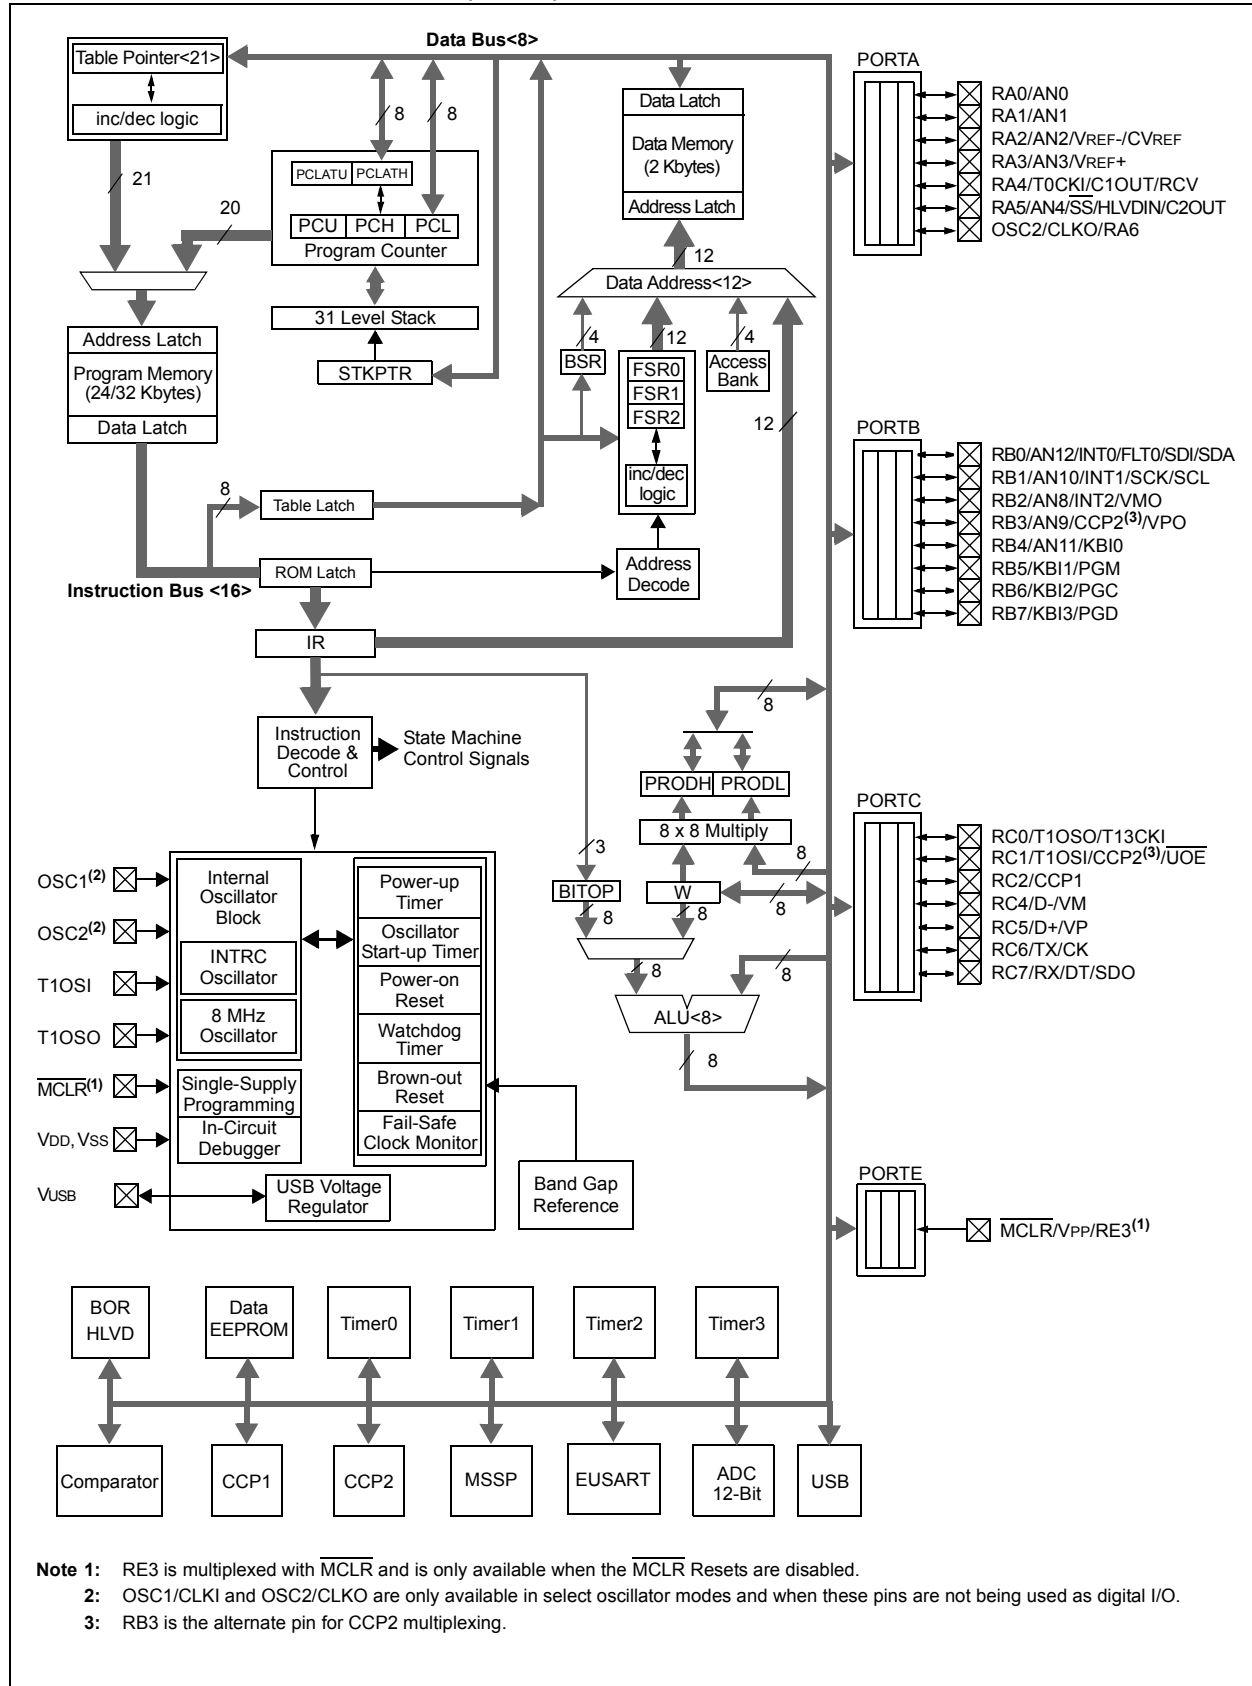 Data Bus<8>
Table Pointer<21>
inc/dec logic
21
20
8
8
PCLATU PCLATH
PCU PCH PCL
Program Counter
31 Level Stack
STKPTR
Address Latch
Program Memory
(24/32 Kbytes)
Data Latch
8
Table Latch
ROM Latch
Instruction Bus <16>
IR
Data Latch
Data Memory
(2 Kbytes)
Address Latch
12
Data Address<12>
4
12
4
BSR
FSR0
FSR1
FSR2
inc/dec
logic
Access
Bank
12
Address
Decode
Instruction
Decode &
Control
State Machine
Control Signals
8
PRODH PRODL
8 x 8 Multiply
3
8
BITOP
W
8
8
8
8
8
ALU<8>
8
OSC1(2)
OSC2(2)
T1OSI
T1OSO
MCLR(1)
VDD, VSS
VUSB
Internal
Oscillator
Block
INTRC
Oscillator
8 MHz
Oscillator
Single-Supply
Programming
In-Circuit
Debugger
USB Voltage
Regulator
Power-up
Timer
Oscillator
Start-up Timer
Power-on
Reset
Watchdog
Timer
Brown-out
Reset
Fail-Safe
Clock Monitor
Band Gap
Reference
PORTA
RA0/AN0
RA1/AN1
RA2/AN2/VREF-/CVREF
RA3/AN3/VREF+
RA4/T0CKI/C1OUT/RCV
RA5/AN4/SS/HLVDIN/C2OUT
OSC2/CLKO/RA6
PORTB
RB0/AN12/INT0/FLT0/SDI/SDA
RB1/AN10/INT1/SCK/SCL
RB2/AN8/INT2/VMO
RB3/AN9/CCP2(3)/VPO
RB4/AN11/KBI0
RB5/KBI1/PGM
RB6/KBI2/PGC
RB7/KBI3/PGD
PORTC
RC0/T1OSO/T13CKI
RC1/T1OSI/CCP2(3)/UOE
RC2/CCP1
RC4/D-/VM
RC5/D+/VP
RC6/TX/CK
RC7/RX/DT/SDO
PORTE
MCLR/VPP/RE3(1)
BOR
HLVD
Data
EEPROM
Timer0
Timer1
Timer2
Timer3
Comparator
CCP1
CCP2
MSSP
EUSART
ADC
12-Bit
USB
Note 1: RE3 is multiplexed with MCLR and is only available when the MCLR Resets are disabled.
2: OSC1/CLKI and OSC2/CLKO are only available in select oscillator modes and when these pins are not being used as digital I/O.
3: RB3 is the alternate pin for CCP2 multiplexing.